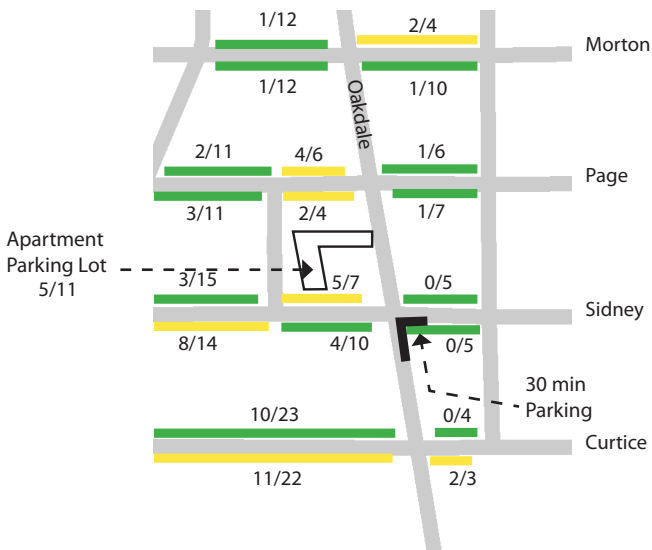 1/12
2/4
Morton
1/12
1/10
Oakdale
2/11
4/6
1/6
Page
3/11
2/4
1/7
Apartment
Parking Lot
5/11
3/15
5/7
0/5
Sidney
8/14
4/10
0/5
30 min
Parking
10/23
0/4
Curtice
11/22
2/3